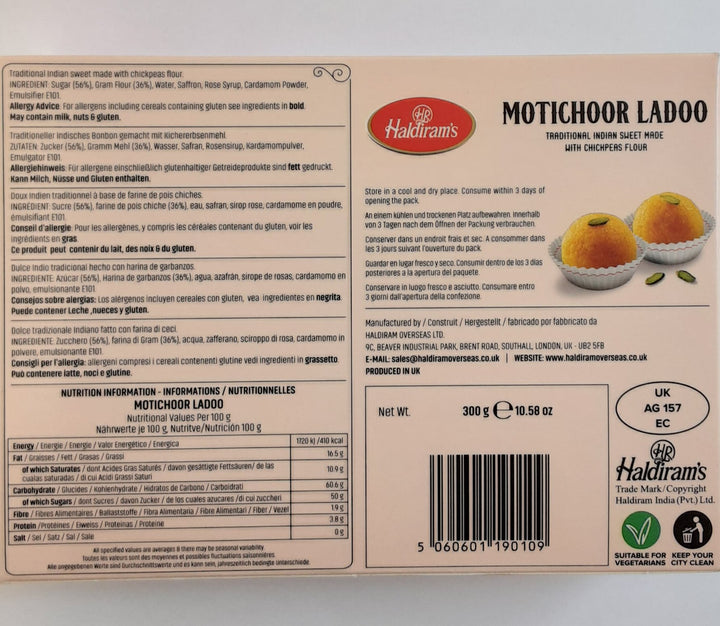 Traditional Indian sweet made with chickpeas flour.
INGREDIENT: Sugar (56%), Gram Flour (36%), Water, Saffron, Rose Syrup, Cardamom Powder,
Emulsifier E101.
Allergy Advice: For allergens including cereals containing gluten see ingredients in bold.
May contain milk, nuts & gluten.
Traditioneller Indisches Bonbon gemacht mit Kichererbsenmehl.
ZUTATEN: Zucker (56%), Gramm Mehl (36%), Wasser, Safran, Rosensirup, Kardamompulver,
Emulgator E101.
Allergiehinweis: Für allergene einschließlich glutenhaltiger Getreideprodukte sind fett gedruckt.
Kann Milch, Nüsse und Gluten enthalten.
Doux Indien traditionnel à base de farine de pois chiches.
INGREDIENT: Sucre (56%), farine de pois chiche (36%), eau, safran, sirop rose, cardamome en poudre,
émulsifiant E101.
Conseil d'allergie: Pour les allergènes, y compris les céréales contenant du gluten, voir les
ingrédients en gras.
Ce produit peut contenir du lait, des noix & du gluten.
Dulce Indio tradicional hecho con harina de garbanzos.
INGREDIENTE: Azúcar (56%), Harina de garbanzos (36%), agua, azafrán, sirope de rosas, cardamomo en
polvo, emulsionante E101.
Consejos sobre alergias: Los alérgenos incluyen cereales con gluten, vea ingredientes en negrita.
Puede contener Leche ,nueces y gluten.
Dolce tradizionale Indiano fatto con farina di ceci.
INGREDIENTE: Zucchero (56%), farina di Gram (36%), acqua, zafferano, sciroppo di rosa, cardamomo in
polvere, emulsionante E101.
Consigli per l'allergia: allergeni compresi i cereali contenenti glutine vedi ingredienti in grassetto.
Può contenere latte, noci e glutine.
NUTRITION INFORMATION - INFORMATIONS / NUTRITIONNELLES
MOTICHOOR LADOO
Nutritional Values Per 100 g
Nährwerte je 100 g, Nutritve/Nutrición 100 g
Energy / Energie / Energie / Valor Energético / Energica 1720 kJ /410 kcal
Fat / Graisses / Fett / Grasas / Grassi 16.5 g
of which Saturates / dont Acides Gras Saturés / davon gesättigte Fettsäuren/ de las
cuales saturadas / di cui Acidi Grassi Saturi 10.9 g
Carbohydrate / Glucides / Kohlenhydrate / Hidratos de Carbono / Carboidrati 60.6 g
of which Sugars / dont Sucres / davon Zucker / de los cuales azucares / di cui zuccheri 50 g
Fibre / Fibres Alimentaires / Ballaststoffe / Fibra Alimentaria / Fibre Alimentari / Fiber / Vezel 1.9 g
Protein /Protéines / Eiweiss / Proteinas / Proteine 3.8 g
Salt / Sel / Satz / Sal / Sale 0 g
All specified values are averages & there may be seasonal variability.
Toutes les valeurs sont des moyennes et possibles fluctuations saisonnières.
Alle angegebenen Werte sind Durchschnittswerte und es kann sein, jahreszeitlich bedingte Unterschiede.
HR
Haldiram's
MOTICHOOR LADOO
TRADITIONAL INDIAN SWEET MADE
WITH CHICKPEAS FLOUR
Store in a cool and dry place. Consume within 3 days of
opening the pack.
An einem kühlen und trockenen Platz aufbewahren. innerhalb
von 3 Tagen nach dem Öffnen der Packung verbrauchen.
Conserver dans un endroit frais et sec. A consommer dans
les 3 jours suivant l'ouverture du pack.
Guardar en lugar fresco y seco. Consumir dentro de los 3 días
posteriores a la apertura del paquete.
Conservare in luogo fresco e asciutto. Consumare entro
3 giorni dall'apertura della confezione.
Manufactured by / Construit / Hergestellt / fabricado por fabbricato da
HALDIRAM OVERSEAS LTD.
9C, BEAVER INDUSTRIAL PARK, BRENT ROAD, SOUTHALL, LONDON, UK - UB2 5FB
E-MAIL: sales@haldiramoverseas.co.uk | WEBSITE: www.haldiramoverseas.co.uk
PRODUCED IN UK
Net Wt. 300 g ℮ 10.58 oz
5 060601 190109
UK
AG 157
EC
HR
Haldiram's
Trade Mark/Copyright
Haldiram India (Pvt.) Ltd.
SUITABLE FOR
VEGETARIANS
KEEP YOUR
CITY CLEAN